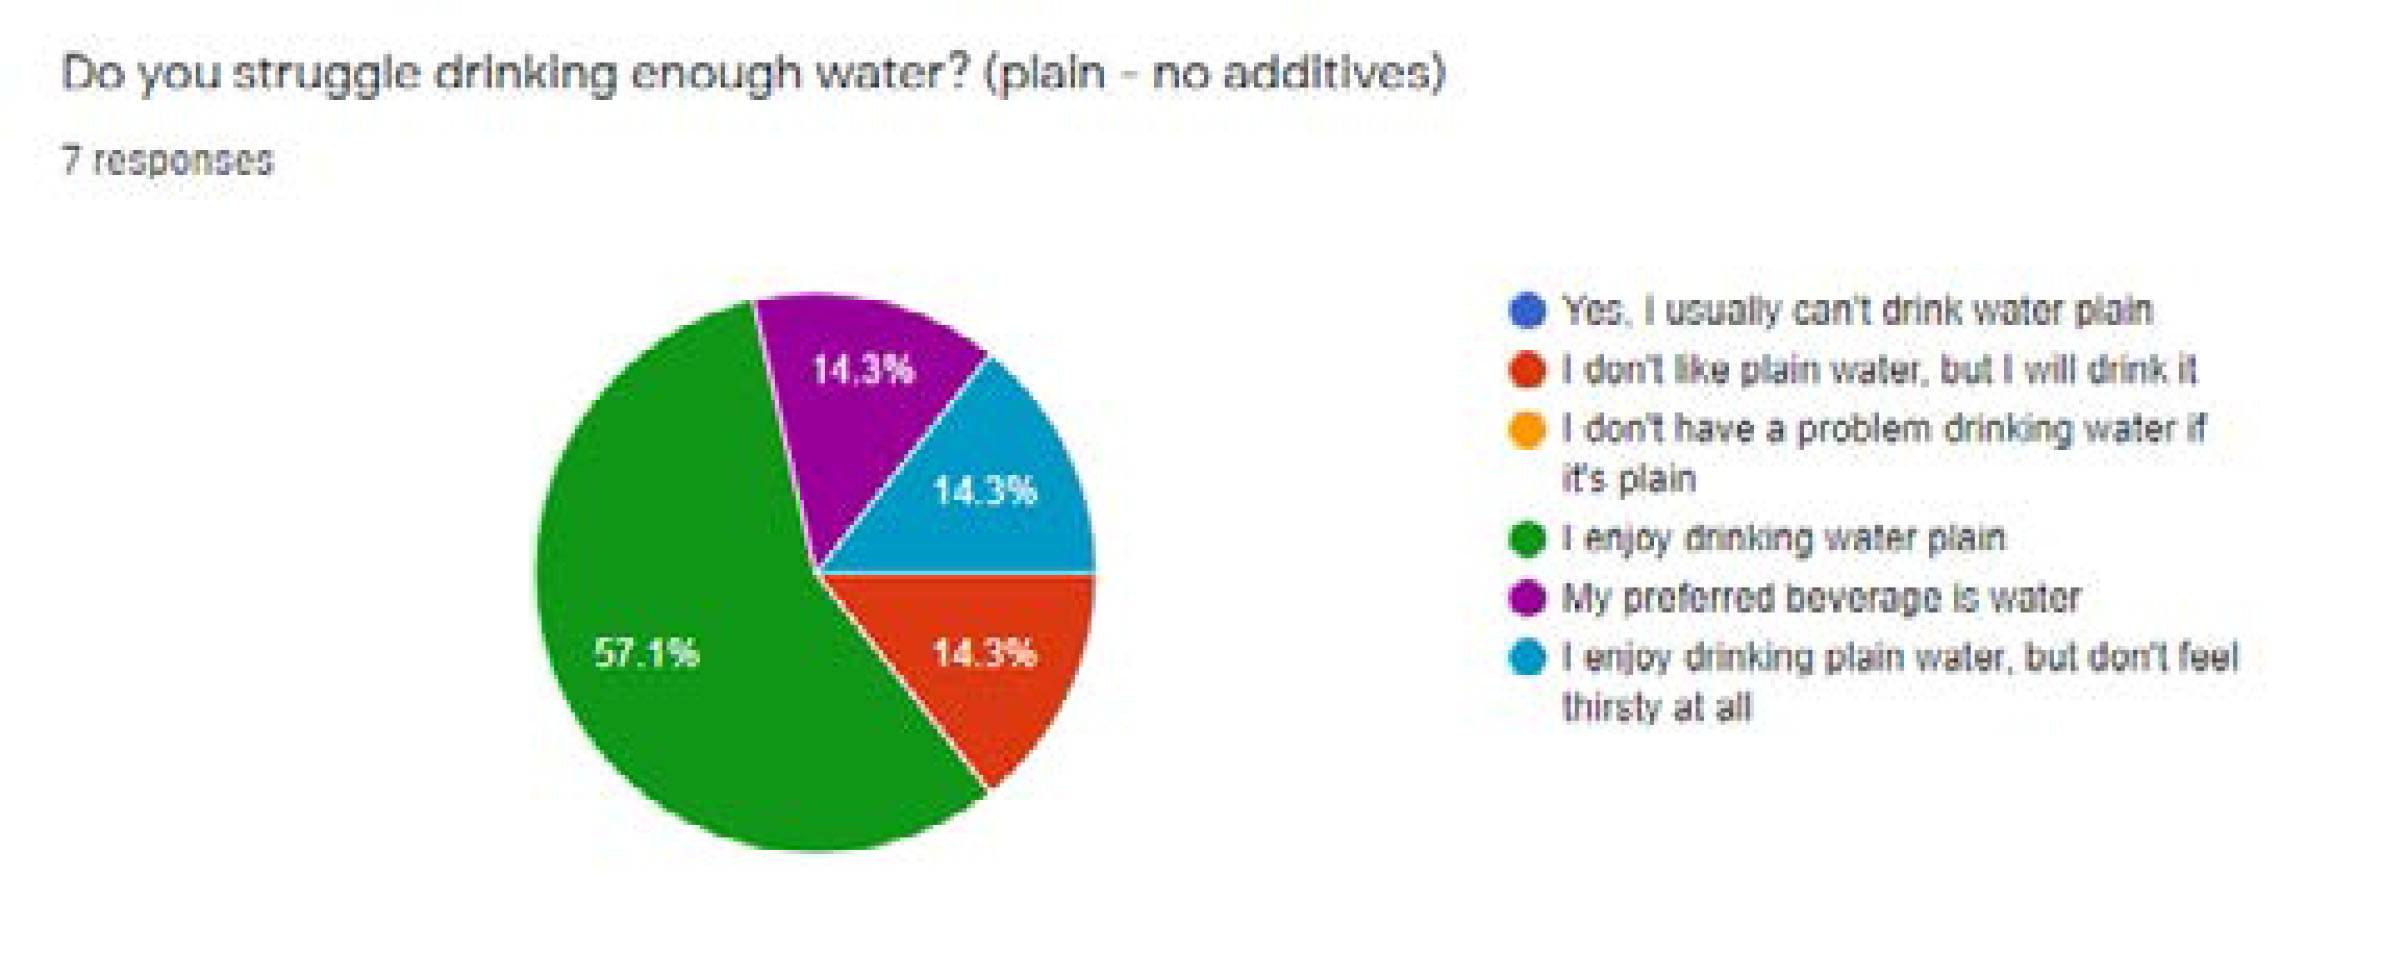 Do you struggle drinking enough water? (plain - no additives)
7 responses
14.3%
14.3%
57.1%
14.3%
Yes, I usually can't drink water plain
I don't like plain water, but I will drink it
I don't have a problem drinking water if
it's plain
I enjoy drinking water plain
My preferred beverage is water
I enjoy drinking plain water, but don't feel
thirsty at all